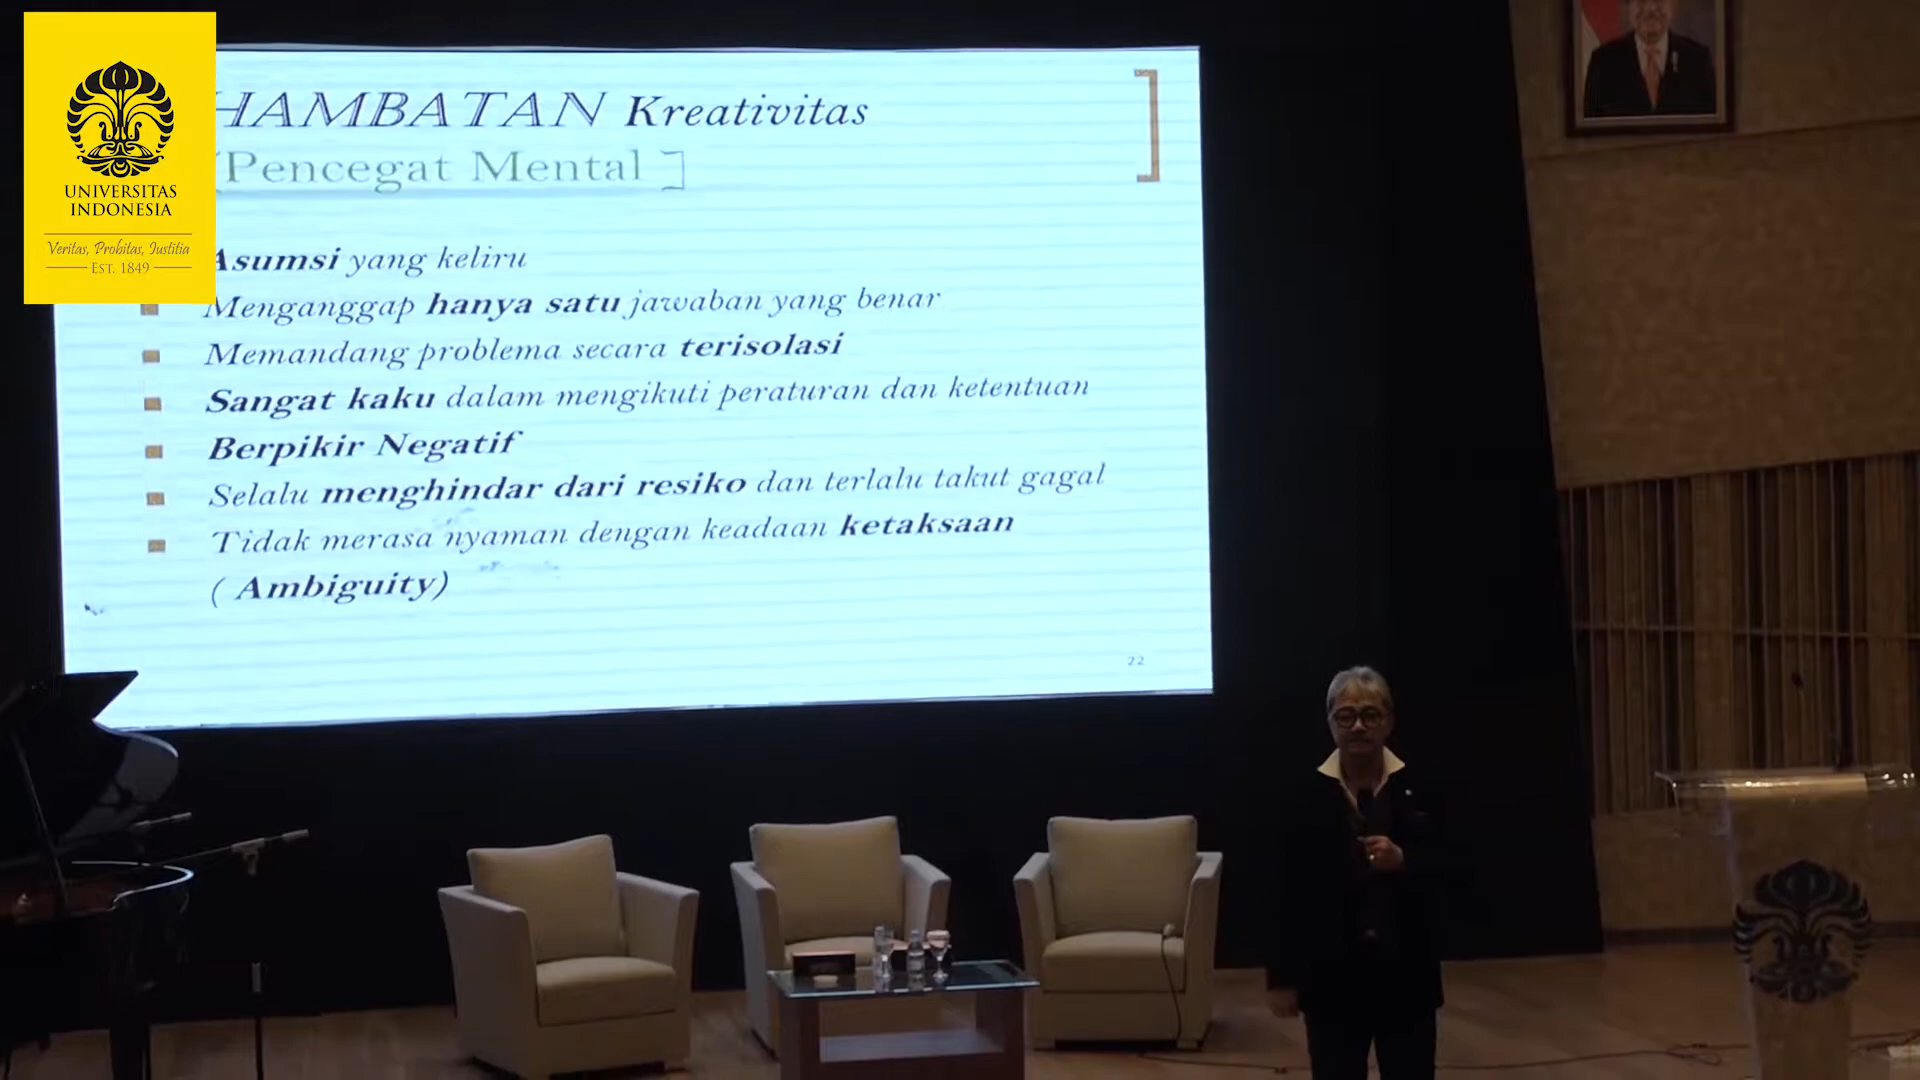 UNIVERSITAS
INDONESIA
Veritas, Probitas, Iustitia
EST. 1849
HAMBATAN Kreativitas
[Pencegat Mental ]
Asumsi yang keliru
Menganggap hanya satu jawaban yang benar
Memandang problema secara terisolasi
Sangat kaku dalam mengikuti peraturan dan ketentuan
Berpikir Negatif
Selalu menghindar dari resiko dan terlalu takut gagal
Tidak merasa nyaman dengan keadaan ketaksaan
( Ambiguity)
22